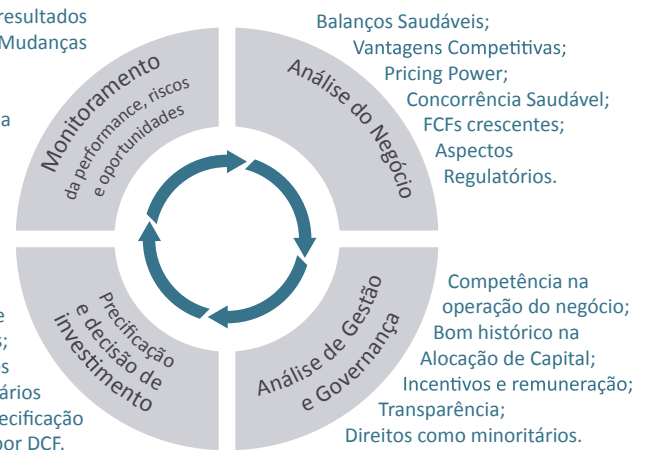 resultados
Mudanças
a
Monitoramento
da performance, riscos
e oportunidades
Análise do Negócio
Balanços Saudáveis;
Vantagens Competitivas;
Pricing Power;
Concorrência Saudável;
FCFs crescentes;
Aspectos
Regulatórios.
Análise de Gestão
e Governança
Competência na
operação do negócio;
Bom histórico na
Alocação de Capital;
Incentivos e remuneração;
Transparência;
Direitos como minoritários.
Precificação
e decisão de
investimento
e
s;
s
ários
ecificação
por DCF.